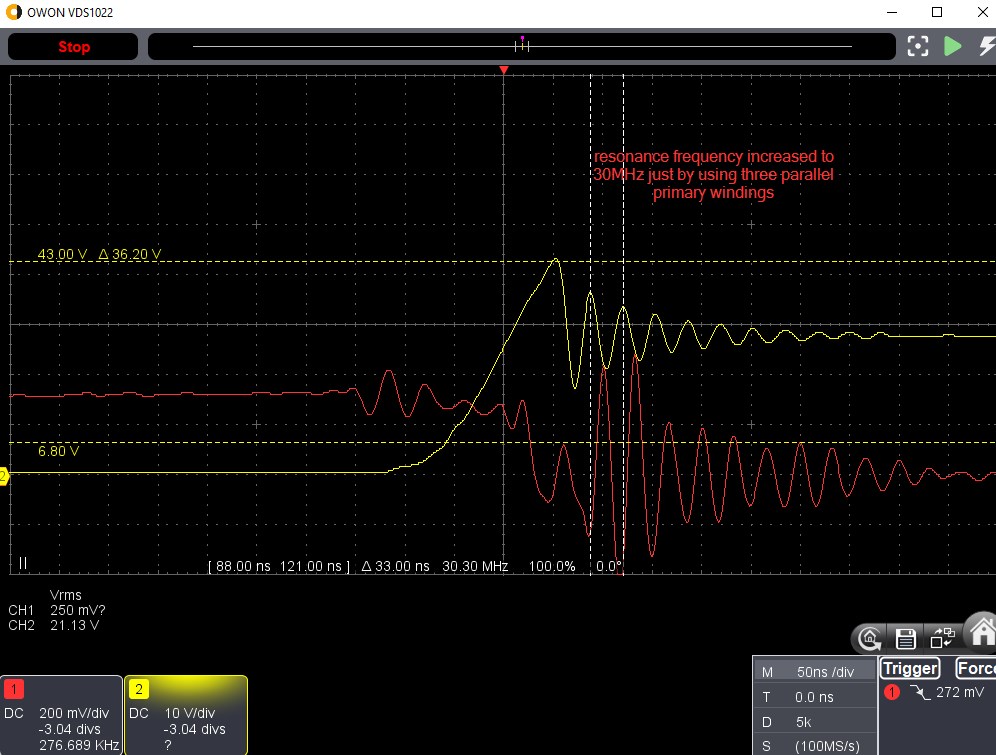 OWON VDS1022
Stop
resonance frequency increased to
30MHz just by using three parallel
primary windings
43.00 V Δ 36.20 V
6.80 V
2
[ 88.00 ns 121.00 ns ] Δ 33.00 ns 30.30 MHz 100.0% 0.0°
Vrms
CH1 250 mV?
CH2 21.13 V
1
DC 200 mV/div
-3.04 divs
276.689 KHz
2
DC 10 V/div
-3.04 divs
?
M 50ns /div
T 0.0 ns
D 5k
S (100MS/s)
Trigger Force
1 272 mV